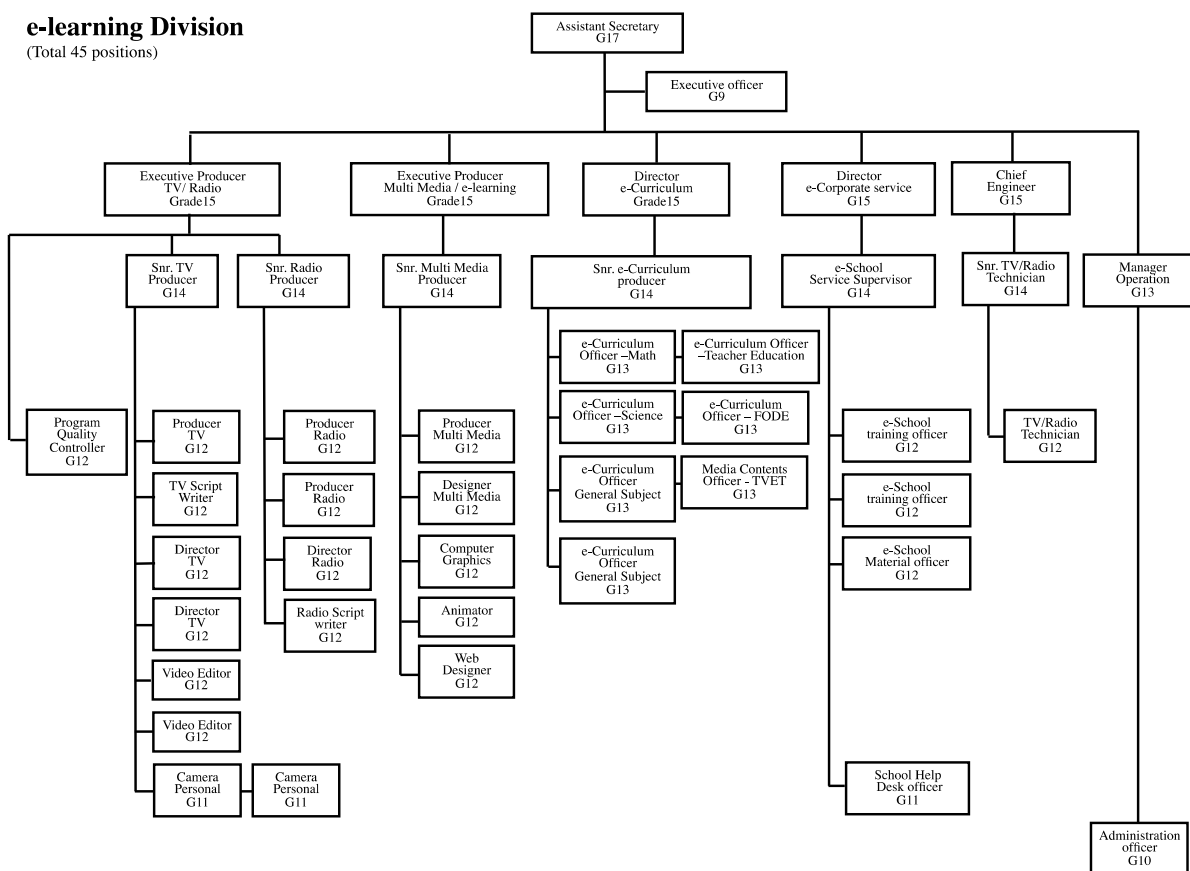 e-learning Division
(Total 45 positions)
Assistant Secretary
G17
Executive officer
G9
Executive Producer
TV/ Radio
Grade15
Executive Producer
Multi Media / e-learning
Grade15
Director
e-Curriculum
Grade15
Director
e-Corporate service
G15
Chief
Engineer
G15
Snr. TV
Producer
G14
Snr. Radio
Producer
G14
Snr. Multi Media
Producer
G14
Snr. e-Curriculum
producer
G14
e-School
Service Supervisor
G14
Snr. TV/Radio
Technician
G14
Manager
Operation
G13
e-Curriculum
Officer –Math
G13
e-Curriculum Officer
–Teacher Education
G13
e-Curriculum
Officer –Science
G13
e-Curriculum
Officer – FODE
G13
e-Curriculum
Officer
General Subject
G13
Media Contents
Officer - TVET
G13
e-Curriculum
Officer
General Subject
G13
Program
Quality
Controller
G12
Producer
TV
G12
TV Script
Writer
G12
Director
TV
G12
Director
TV
G12
Video Editor
G12
Video Editor
G12
Camera
Personal
G11
Camera
Personal
G11
Producer
Radio
G12
Producer
Radio
G12
Director
Radio
G12
Radio Script
writer
G12
Producer
Multi Media
G12
Designer
Multi Media
G12
Computer
Graphics
G12
Animator
G12
Web
Designer
G12
e-School
training officer
G12
e-School
training officer
G12
e-School
Material officer
G12
School Help
Desk officer
G11
TV/Radio
Technician
G12
Administration
officer
G10